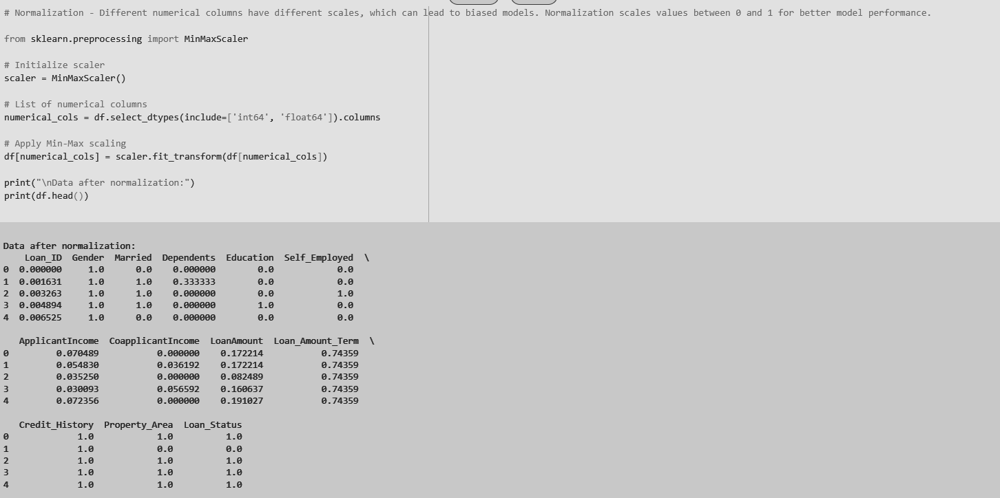 # Normalization - Different numerical columns have different scales, which can lead to biased models. Normalization scales values between 0 and 1 for better model performance.
from sklearn.preprocessing import MinMaxScaler
# Initialize scaler
scaler = MinMaxScaler()
# List of numerical columns
numerical_cols = df.select_dtypes(include=['int64', 'float64']).columns
# Apply Min-Max scaling
df[numerical_cols] = scaler.fit_transform(df[numerical_cols])
print("\nData after normalization:")
print(df.head())
Data after normalization:
    Loan_ID  Gender  Married  Dependents  Education  Self_Employed  \
0  0.000000     1.0      0.0    0.000000        0.0            0.0
1  0.001631     1.0      1.0    0.333333        0.0            0.0
2  0.003263     1.0      1.0    0.000000        0.0            1.0
3  0.004894     1.0      1.0    0.000000        1.0            0.0
4  0.006525     1.0      0.0    0.000000        0.0            0.0
   ApplicantIncome  CoapplicantIncome  LoanAmount  Loan_Amount_Term  \
0         0.070489           0.000000    0.172214           0.74359
1         0.054830           0.036192    0.172214           0.74359
2         0.035250           0.000000    0.082489           0.74359
3         0.030093           0.056592    0.160637           0.74359
4         0.072356           0.000000    0.191027           0.74359
   Credit_History  Property_Area  Loan_Status
0             1.0            1.0          1.0
1             1.0            0.0          0.0
2             1.0            1.0          1.0
3             1.0            1.0          1.0
4             1.0            1.0          1.0